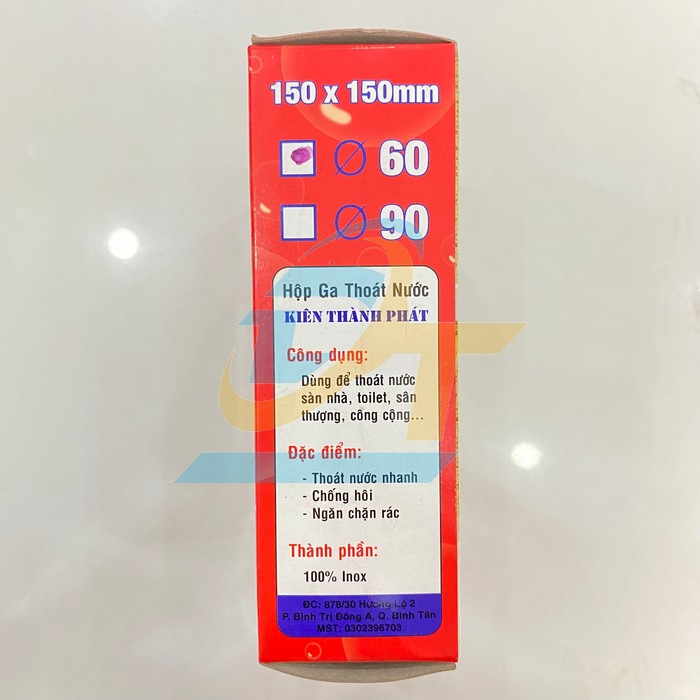 150 x 150mm
Ø 60
Ø 90
Hộp Ga Thoát Nước
KIÊN THÀNH PHÁT
Công dụng:
Dùng để thoát nước
sàn nhà, toilet, sân
thượng, công cộng...
Đặc điểm:
- Thoát nước nhanh
- Chống hôi
- Ngăn chặn rác
Thành phần:
100% Inox
ĐC: 878/30 Hương Lộ 2
P. Bình Trị Đông A, Q. Bình Tân
MST: 0302396703